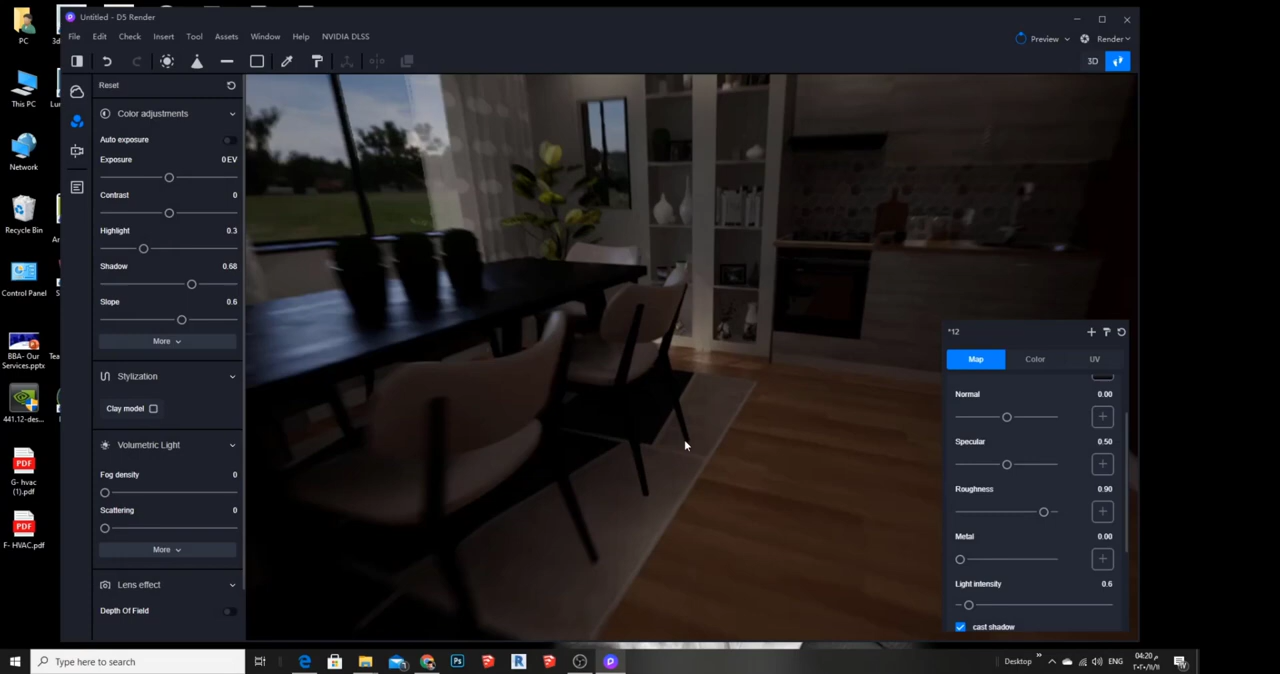 Untitled - D5 Render
File Edit Check Insert Tool Assets Window Help NVIDIA DLSS
Preview
Render
3D
PC
This PC
Network
Recycle Bin
Control Panel
BBA- Our
Services.pptx
441.12-des...
G- hvac
(1).pdf
F- HVAC.pdf
Reset
Color adjustments
Auto exposure
Exposure 0 EV
Contrast 0
Highlight 0.3
Shadow 0.68
Slope 0.6
More
Stylization
Clay model
Volumetric Light
Fog density 0
Scattering 0
More
Lens effect
Depth Of Field
*12
Map Color UV
Normal 0.00
Specular 0.50
Roughness 0.90
Metal 0.00
Light intensity 0.6
cast shadow
Type here to search
Desktop
ENG
04:20 م